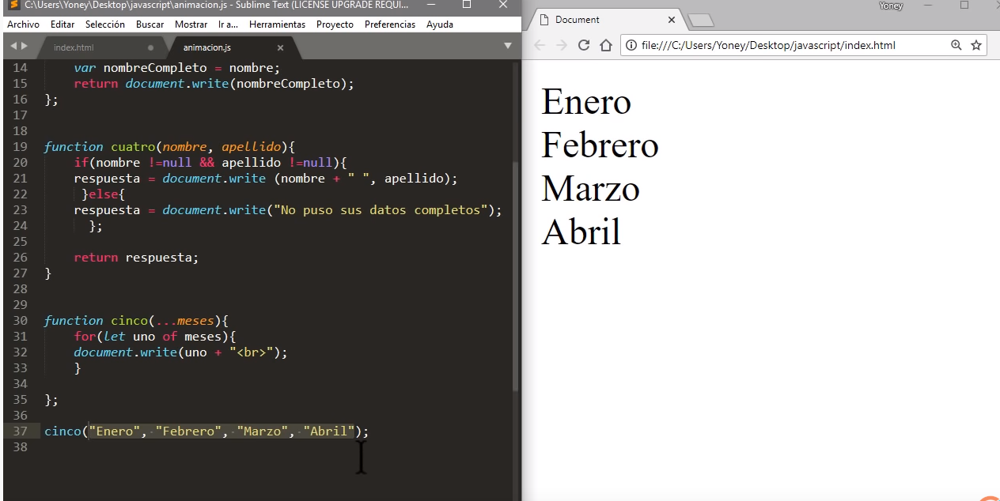 C:\Users\Yoney\Desktop\javascript\animacion.js - Sublime Text (LICENSE UPGRADE REQUI...
Archivo Editar Selección Buscar Mostrar Ir a... Herramientas Proyecto Preferencias Ayuda
index.html animacion.js
14 var nombreCompleto = nombre;
15 return document.write(nombreCompleto);
16 };
17
18
19 function cuatro(nombre, apellido){
20 if(nombre !=null && apellido !=null){
21 respuesta = document.write (nombre + " ", apellido);
22 }else{
23 respuesta = document.write("No puso sus datos completos");
24 };
25
26 return respuesta;
27 }
28
29
30 function cinco(...meses){
31 for(let uno of meses){
32 document.write(uno + "<br>");
33 }
34
35 };
36
37 cinco("Enero", "Febrero", "Marzo", "Abril");
38
Yoney
Document
file:///C:/Users/Yoney/Desktop/javascript/index.html
Enero
Febrero
Marzo
Abril